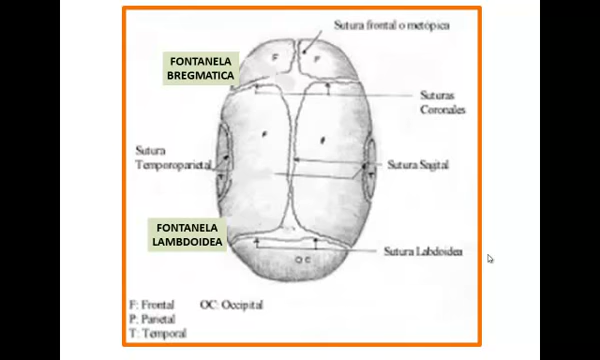 Sutura frontal o metópica
FONTANELA
BREGMATICA
F
F
Suturas
Coronales
P
P
Sutura
Temporoparietal
Sutura Sagital
T
T
FONTANELA
LAMBDOIDEA
Sutura Labdoidea
OC
F: Frontal OC: Occipital
P: Parietal
T: Temporal